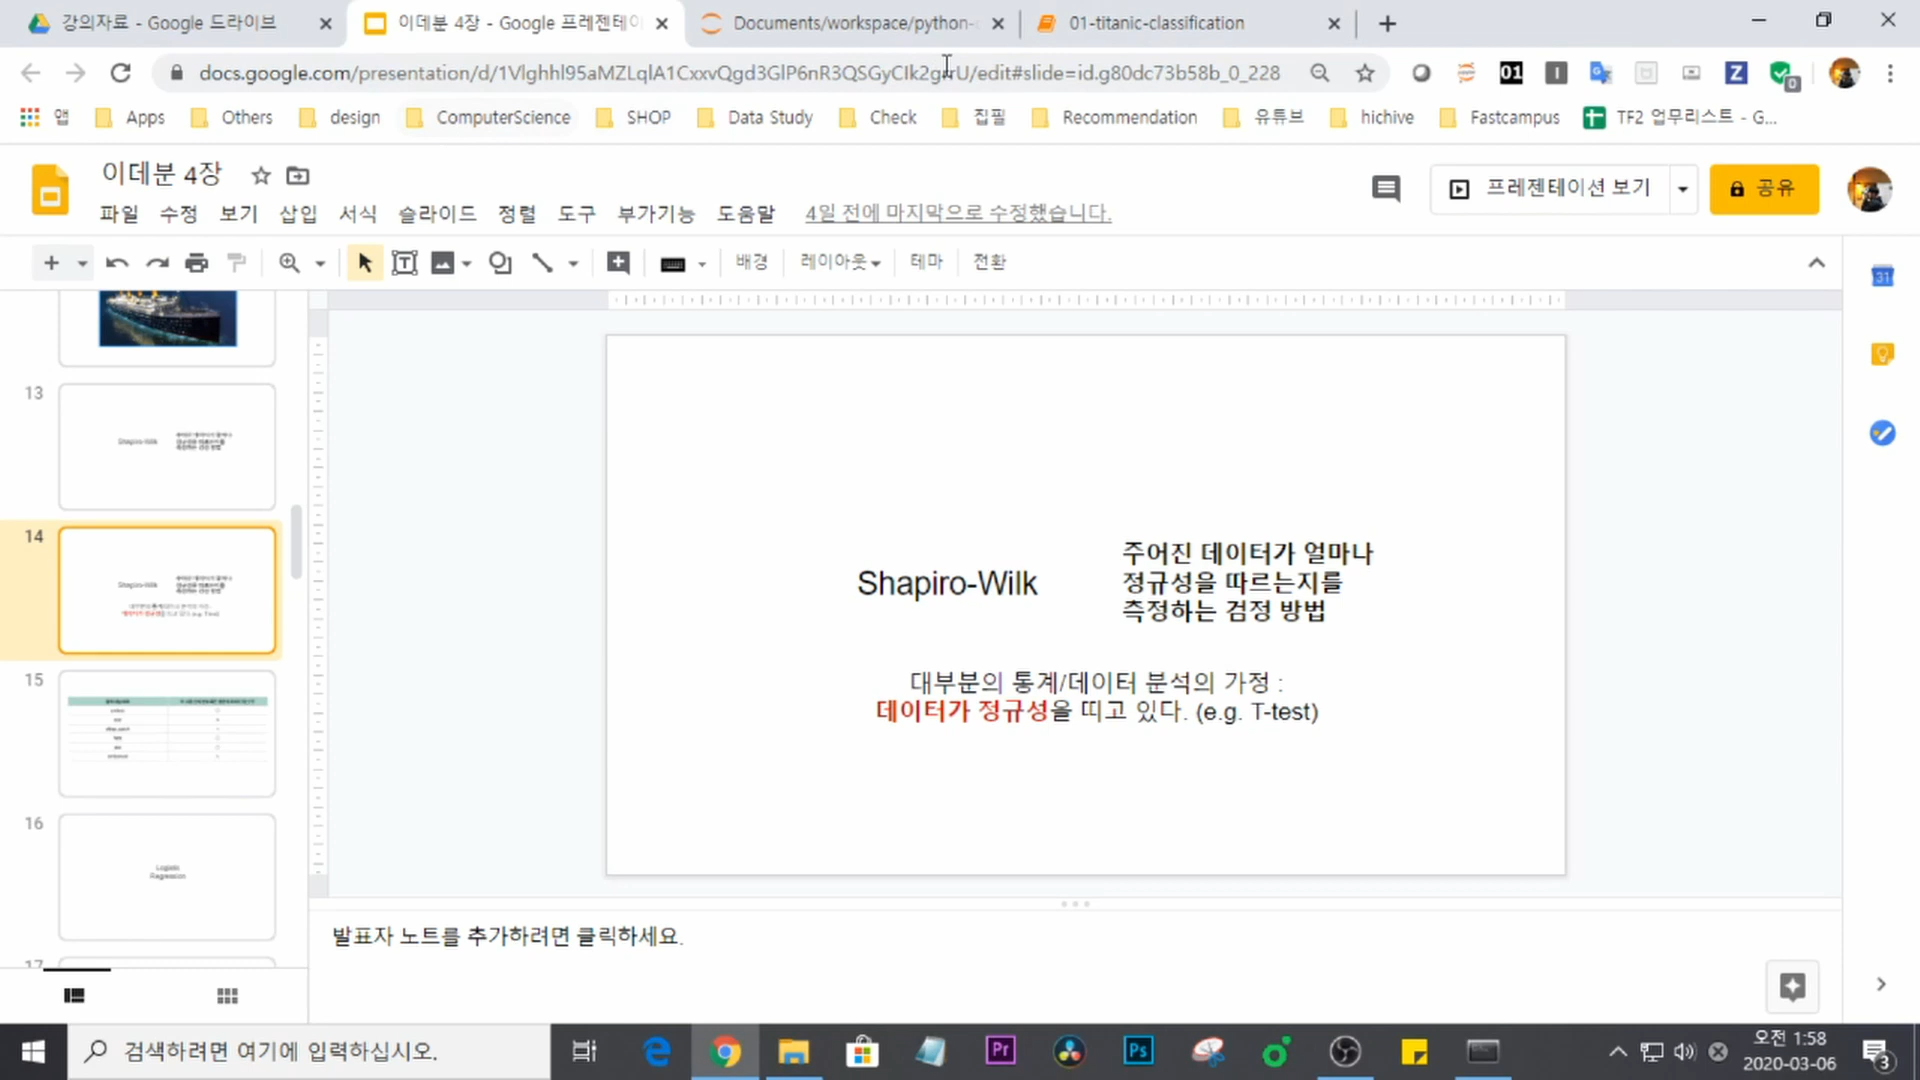 강의자료 - Google 드라이브
이데분 4장 - Google 프레젠테이
Documents/workspace/python-
01-titanic-classification
docs.google.com/presentation/d/1Vlghhl95aMZLqlA1CxxvQgd3GlP6nR3QSGyCIk2grrU/edit#slide=id.g80dc73b58b_0_228
앱
Apps
Others
design
ComputerScience
SHOP
Data Study
Check
집필
Recommendation
유튜브
hichive
Fastcampus
TF2 업무리스트 - G...
이데분 4장
프레젠테이션 보기
공유
파일 수정 보기 삽입 서식 슬라이드 정렬 도구 부가기능 도움말
4일 전에 마지막으로 수정했습니다.
배경
레이아웃
테마
전환
13
Shapiro-Wilk
14
Shapiro-Wilk
15
16
Logistic
Regression
17
Shapiro-Wilk
주어진 데이터가 얼마나
정규성을 따르는지를
측정하는 검정 방법
대부분의 통계/데이터 분석의 가정 :
데이터가 정규성을 띠고 있다. (e.g. T-test)
발표자 노트를 추가하려면 클릭하세요.
검색하려면 여기에 입력하십시오.
오전 1:58
2020-03-06
3